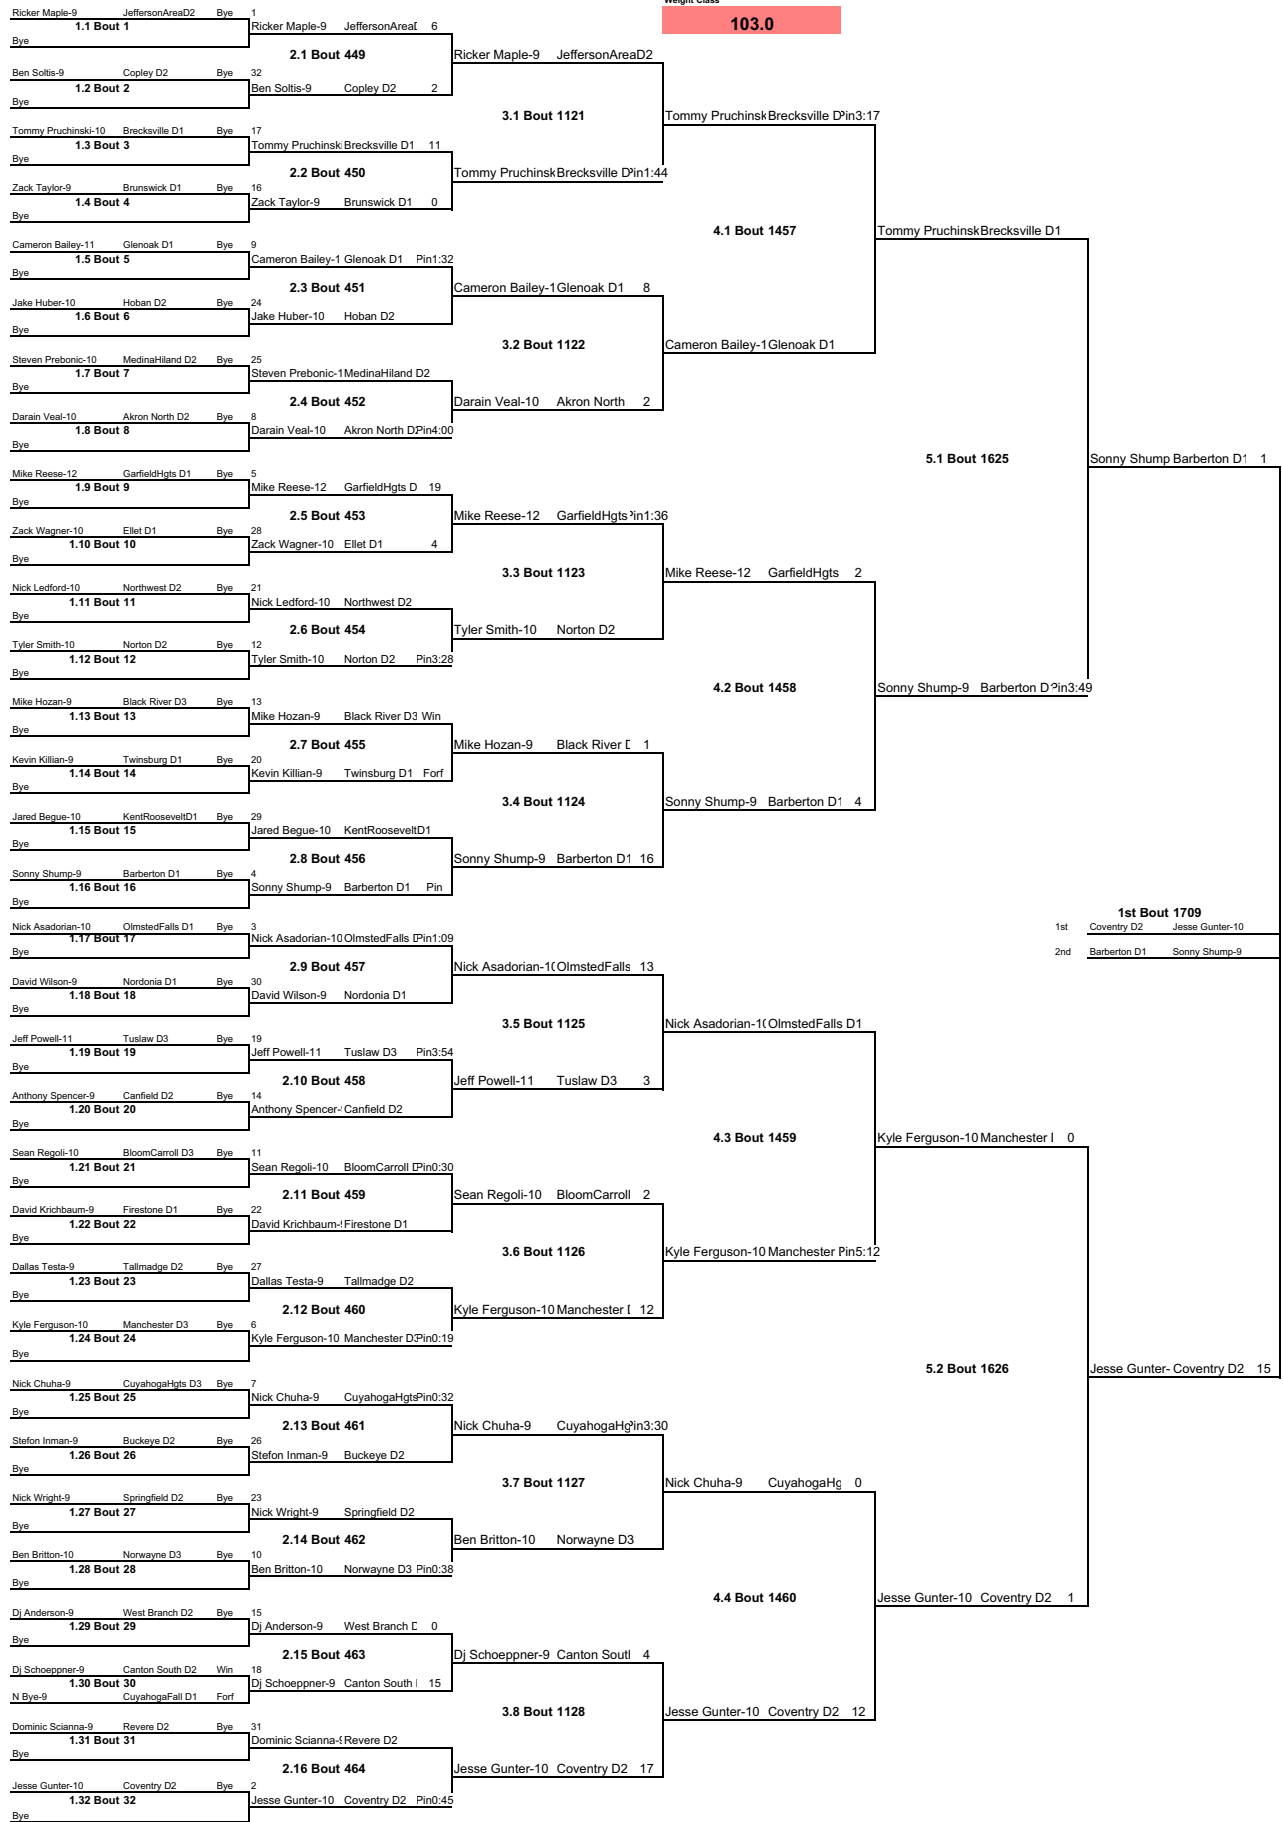 Weight Class
103.0
Ricker Maple-9 JeffersonAreaD2 Bye 1
1.1 Bout 1
Bye
Ben Soltis-9 Copley D2 Bye 32
1.2 Bout 2
Bye
Tommy Pruchinski-10 Brecksville D1 Bye 17
1.3 Bout 3
Bye
Zack Taylor-9 Brunswick D1 Bye 16
1.4 Bout 4
Bye
Cameron Bailey-11 Glenoak D1 Bye 9
1.5 Bout 5
Bye
Jake Huber-10 Hoban D2 Bye 24
1.6 Bout 6
Bye
Steven Prebonic-10 MedinaHiland D2 Bye 25
1.7 Bout 7
Bye
Darain Veal-10 Akron North D2 Bye 8
1.8 Bout 8
Bye
Mike Reese-12 GarfieldHgts D1 Bye 5
1.9 Bout 9
Bye
Zack Wagner-10 Ellet D1 Bye 28
1.10 Bout 10
Bye
Nick Ledford-10 Northwest D2 Bye 21
1.11 Bout 11
Bye
Tyler Smith-10 Norton D2 Bye 12
1.12 Bout 12
Bye
Mike Hozan-9 Black River D3 Bye 13
1.13 Bout 13
Bye
Kevin Killian-9 Twinsburg D1 Bye 20
1.14 Bout 14
Bye
Jared Begue-10 KentRooseveltD1 Bye 29
1.15 Bout 15
Bye
Sonny Shump-9 Barberton D1 Bye 4
1.16 Bout 16
Bye
Nick Asadorian-10 OlmstedFalls D1 Bye 3
1.17 Bout 17
Bye
David Wilson-9 Nordonia D1 Bye 30
1.18 Bout 18
Bye
Jeff Powell-11 Tuslaw D3 Bye 19
1.19 Bout 19
Bye
Anthony Spencer-9 Canfield D2 Bye 14
1.20 Bout 20
Bye
Sean Regoli-10 BloomCarroll D3 Bye 11
1.21 Bout 21
Bye
David Krichbaum-9 Firestone D1 Bye 22
1.22 Bout 22
Bye
Dallas Testa-9 Tallmadge D2 Bye 27
1.23 Bout 23
Bye
Kyle Ferguson-10 Manchester D3 Bye 6
1.24 Bout 24
Bye
Nick Chuha-9 CuyahogaHgts D3 Bye 7
1.25 Bout 25
Bye
Stefon Inman-9 Buckeye D2 Bye 26
1.26 Bout 26
Bye
Nick Wright-9 Springfield D2 Bye 23
1.27 Bout 27
Bye
Ben Britton-10 Norwayne D3 Bye 10
1.28 Bout 28
Bye
Dj Anderson-9 West Branch D2 Bye 15
1.29 Bout 29
Bye
Dj Schoeppner-9 Canton South D2 Win 18
1.30 Bout 30
N Bye-9 CuyahogaFall D1 Forf
Dominic Scianna-9 Revere D2 Bye 31
1.31 Bout 31
Bye
Jesse Gunter-10 Coventry D2 Bye 2
1.32 Bout 32
Bye
Ricker Maple-9 JeffersonArea 6
2.1 Bout 449
Ben Soltis-9 Copley D2 2
Tommy Pruchinsk Brecksville D1 11
2.2 Bout 450
Zack Taylor-9 Brunswick D1 0
Cameron Bailey-1 Glenoak D1 Pin1:32
2.3 Bout 451
Jake Huber-10 Hoban D2
Steven Prebonic-1 MedinaHiland D2
2.4 Bout 452
Darain Veal-10 Akron North D Pin4:00
Mike Reese-12 GarfieldHgts D 19
2.5 Bout 453
Zack Wagner-10 Ellet D1 4
Nick Ledford-10 Northwest D2
2.6 Bout 454
Tyler Smith-10 Norton D2 Pin3:28
Mike Hozan-9 Black River D3 Win
2.7 Bout 455
Kevin Killian-9 Twinsburg D1 Forf
Jared Begue-10 KentRooseveltD1
2.8 Bout 456
Sonny Shump-9 Barberton D1 Pin
Nick Asadorian-10 OlmstedFalls Pin1:09
2.9 Bout 457
David Wilson-9 Nordonia D1
Jeff Powell-11 Tuslaw D3 Pin3:54
2.10 Bout 458
Anthony Spencer- Canfield D2
Sean Regoli-10 BloomCarroll Pin0:30
2.11 Bout 459
David Krichbaum- Firestone D1
Dallas Testa-9 Tallmadge D2
2.12 Bout 460
Kyle Ferguson-10 Manchester D3 Pin0:19
Nick Chuha-9 CuyahogaHgts Pin0:32
2.13 Bout 461
Stefon Inman-9 Buckeye D2
Nick Wright-9 Springfield D2
2.14 Bout 462
Ben Britton-10 Norwayne D3 Pin0:38
Dj Anderson-9 West Branch 0
2.15 Bout 463
Dj Schoeppner-9 Canton South 15
Dominic Scianna- Revere D2
2.16 Bout 464
Jesse Gunter-10 Coventry D2 Pin0:45
Ricker Maple-9 JeffersonAreaD2
3.1 Bout 1121
Tommy Pruchinsk Brecksville D Pin1:44
Cameron Bailey-1 Glenoak D1 8
3.2 Bout 1122
Darain Veal-10 Akron North 2
Mike Reese-12 GarfieldHgts Pin1:36
3.3 Bout 1123
Tyler Smith-10 Norton D2
Mike Hozan-9 Black River 1
3.4 Bout 1124
Sonny Shump-9 Barberton D1 16
Nick Asadorian-1 OlmstedFalls 13
3.5 Bout 1125
Jeff Powell-11 Tuslaw D3 3
Sean Regoli-10 BloomCarroll 2
3.6 Bout 1126
Kyle Ferguson-10 Manchester 12
Nick Chuha-9 CuyahogaHg Pin3:30
3.7 Bout 1127
Ben Britton-10 Norwayne D3
Dj Schoeppner-9 Canton South 4
3.8 Bout 1128
Jesse Gunter-10 Coventry D2 17
Tommy Pruchinsk Brecksville D Pin3:17
4.1 Bout 1457
Cameron Bailey-1 Glenoak D1
Mike Reese-12 GarfieldHgts 2
4.2 Bout 1458
Sonny Shump-9 Barberton D1 4
Nick Asadorian-1 OlmstedFalls D1
4.3 Bout 1459
Kyle Ferguson-10 Manchester Pin5:12
Nick Chuha-9 CuyahogaHg 0
4.4 Bout 1460
Jesse Gunter-10 Coventry D2 12
Tommy Pruchinsk Brecksville D1
5.1 Bout 1625
Sonny Shump-9 Barberton D Pin3:49
Kyle Ferguson-10 Manchester 0
5.2 Bout 1626
Jesse Gunter-10 Coventry D2 1
Sonny Shump Barberton D1 1
1st Bout 1709
1st Coventry D2 Jesse Gunter-10
2nd Barberton D1 Sonny Shump-9
Jesse Gunter- Coventry D2 15